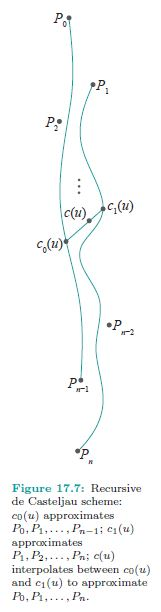 P₀
P₁
P₂
⋮
c(u)
c₁(u)
c₀(u)
Pₙ₋₂
Pₙ₋₁
Pₙ
Figure 17.7: Recursive
de Casteljau scheme:
c₀(u) approximates
P₀, P₁, . . . , Pₙ₋₁; c₁(u)
approximates
P₁, P₂, . . . , Pₙ; c(u)
interpolates between c₀(u)
and c₁(u) to approximate
P₀, P₁, . . . , Pₙ.